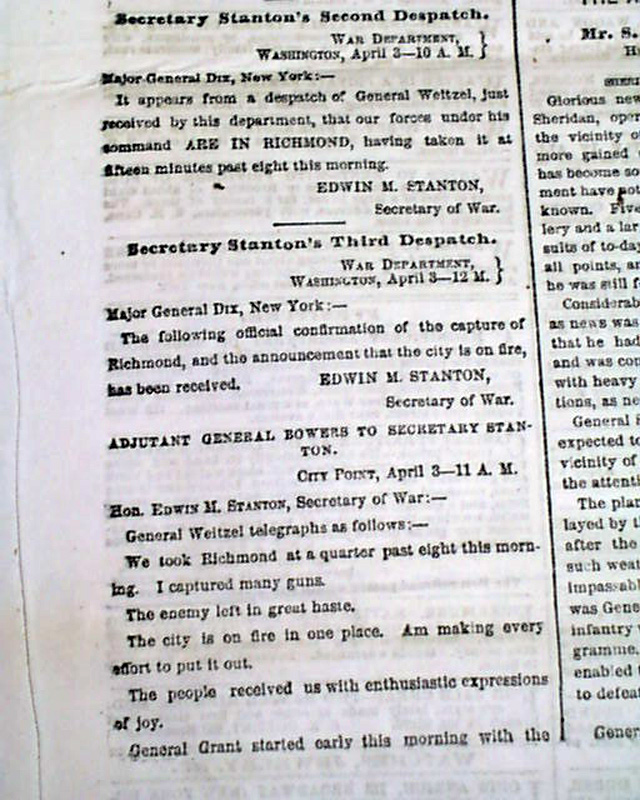 Secretary Stanton's Second Despatch.
War Department,
Washington, April 3—10 A. M.
Major-General Dix, New York:—
It appears from a despatch of General Weitzel, just
received by this department, that our forces under his
command ARE IN RICHMOND, having taken it at
fifteen minutes past eight this morning.
EDWIN M. STANTON,
Secretary of War.
Secretary Stanton's Third Despatch.
War Department,
Washington, April 3—12 M.
Major General Dix, New York:—
The following official confirmation of the capture of
Richmond, and the announcement that the city is on fire,
has been received. EDWIN M. STANTON,
Secretary of War.
ADJUTANT GENERAL BOWERS TO SECRETARY STAN-
TON.
City Point, April 3—11 A. M.
Hon. Edwin M. Stanton, Secretary of War:—
General Weitzel telegraphs as follows:—
We took Richmond at a quarter past eight this morn-
ing. I captured many guns.
The enemy left in great haste.
The city is on fire in one place. Am making every
effort to put it out.
The people received us with enthusiastic expressions
of joy.
General Grant started early this morning with the
Mr. S.
Glorious new
Sheridan, oper
the vicinity o
more gained
has become so
ment have not
known. Five
lery and a lar
sults of to-day
all points, an
he was still f
Considerab
as news was
that he had
and was con
with heavy
tions, as ne
General
expected to
vicinity of
the attenti
The plan
layed by t
after the
such weat
impassabl
was Gene
infantry
gramme.
enabled
to defea
Gener